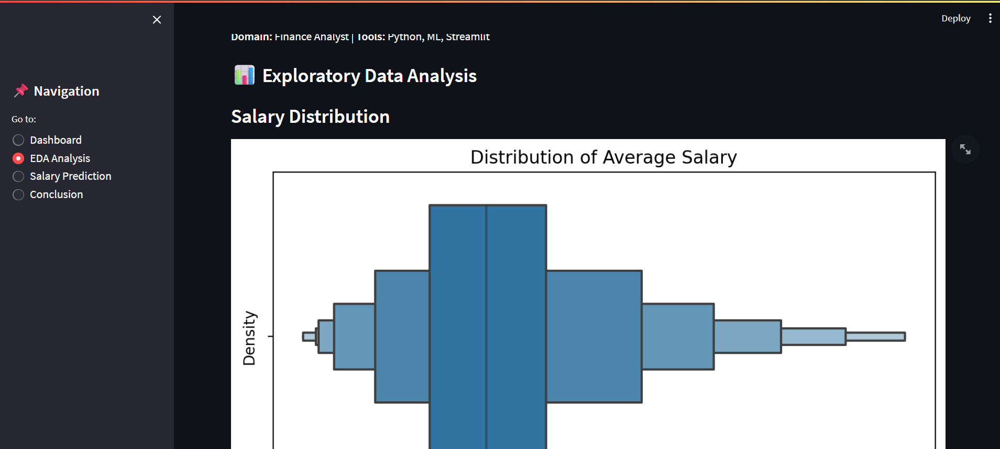 Deploy
Domain: Finance Analyst | Tools: Python, ML, Streamlit
Exploratory Data Analysis
Navigation
Salary Distribution
Go to:
Dashboard
EDA Analysis
Salary Prediction
Conclusion
Distribution of Average Salary
Density